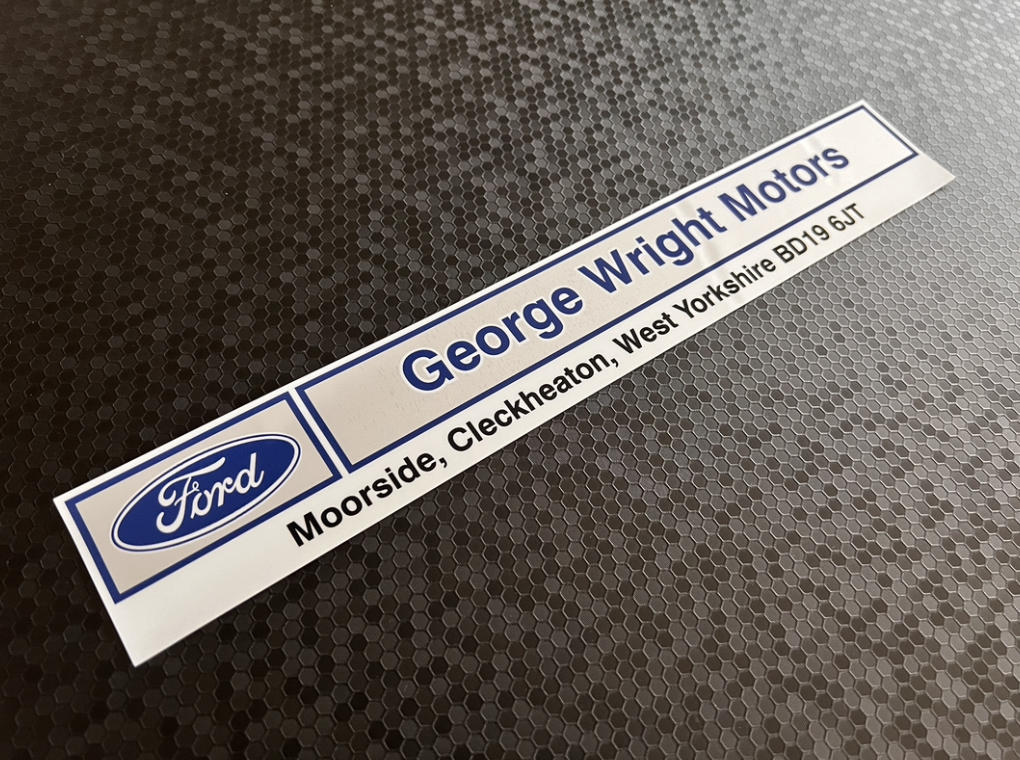 Ford
George Wright Motors
Moorside, Cleckheaton, West Yorkshire BD19 6JT